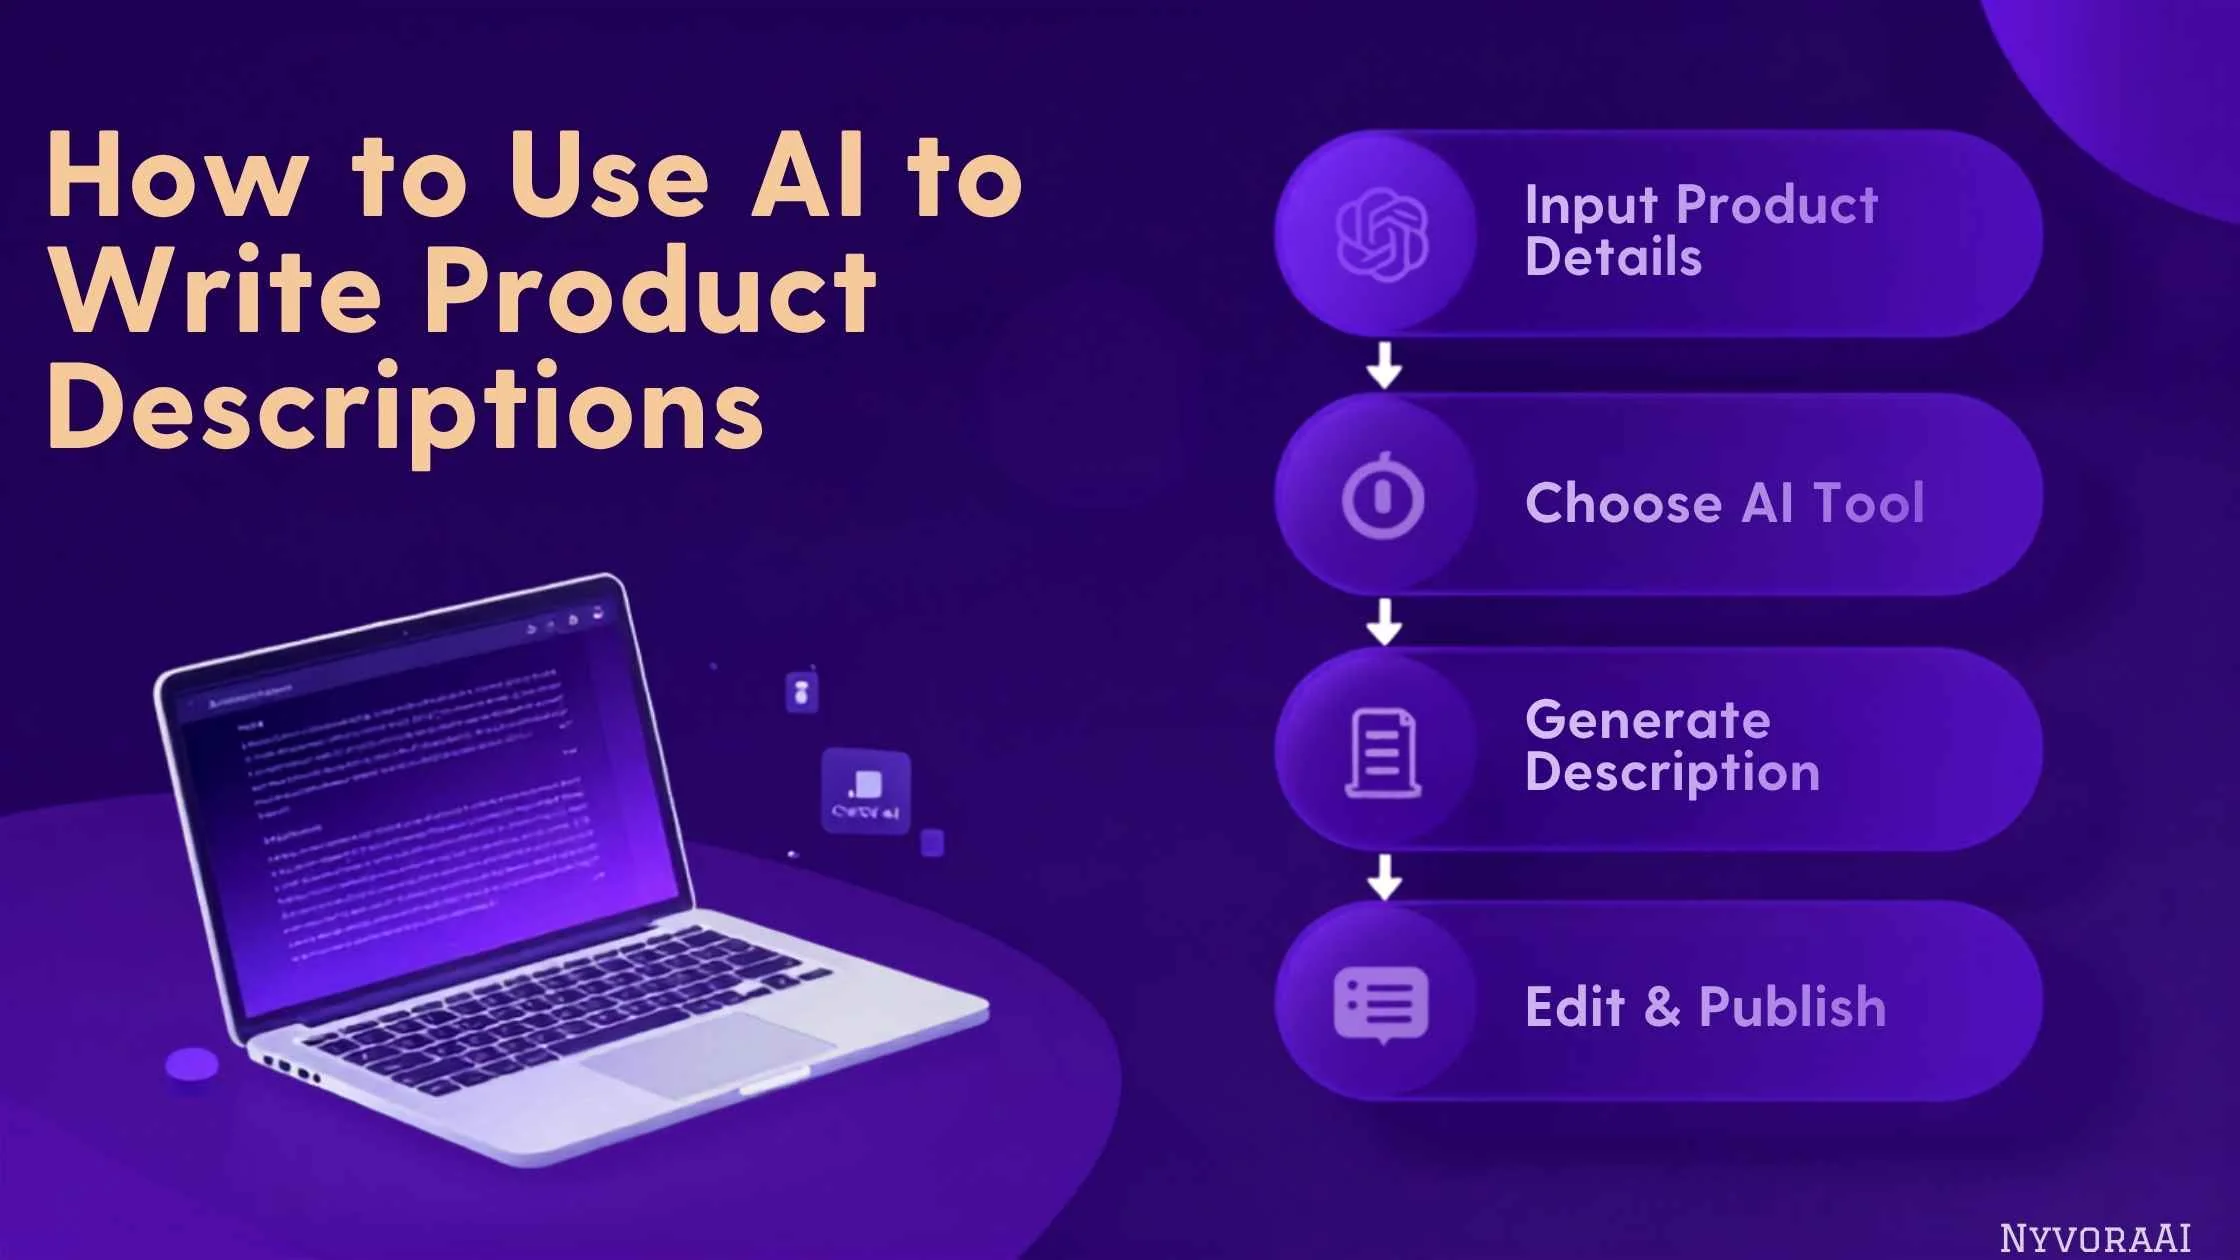 How to Use AI to
Write Product
Descriptions
Input Product
Details
Choose AI Tool
Generate
Description
Edit & Publish
NyvoraAI